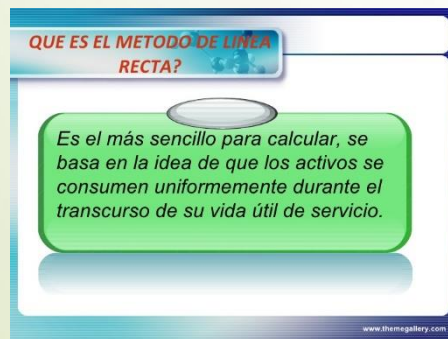 QUE ES EL METODO DE LINEA
RECTA?
Es el más sencillo para calcular, se
basa en la idea de que los activos se
consumen uniformemente durante el
transcurso de su vida útil de servicio.
www.themegallery.com